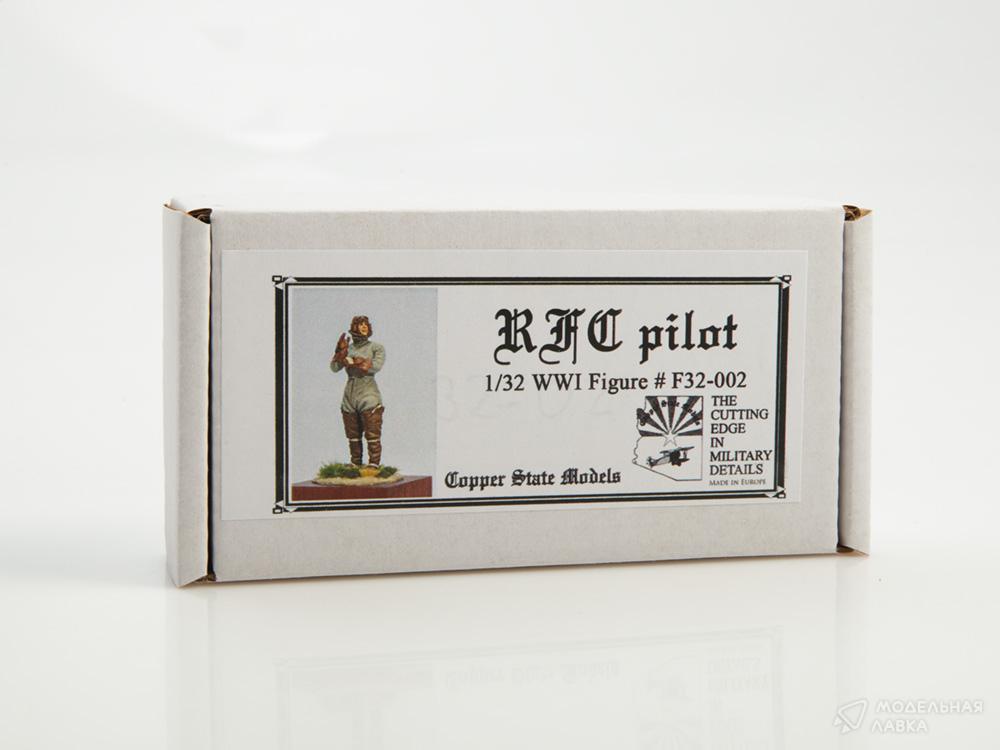 RFC pilot
1/32 WWI Figure # F32-002
THE
CUTTING
EDGE
IN
MILITARY
DETAILS
MADE IN EUROPE
Copper State Models
МОДЕЛЬНАЯ
ЛАВКА